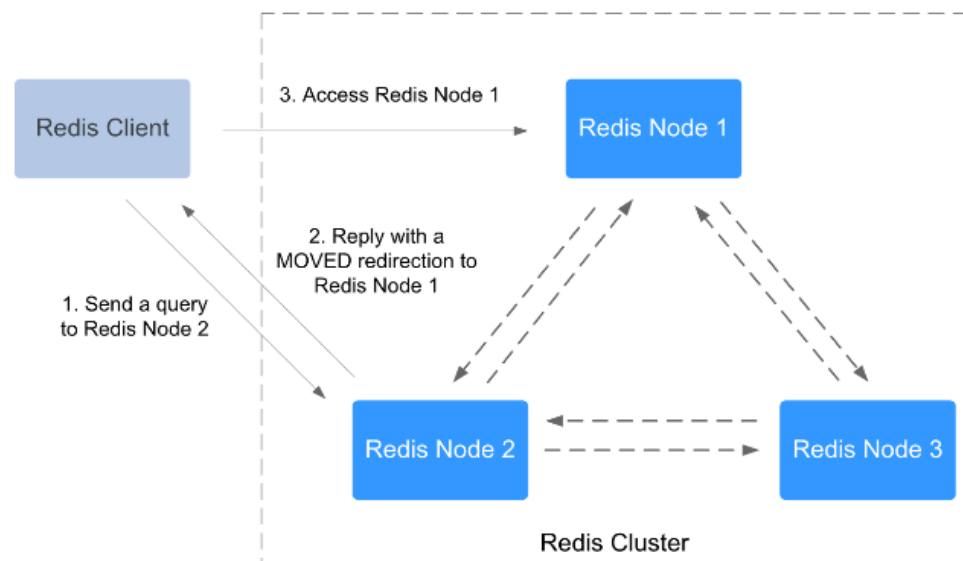 Redis Client
3. Access Redis Node 1
Redis Node 1
2. Reply with a
MOVED redirection to
Redis Node 1
1. Send a query
to Redis Node 2
Redis Node 2
Redis Node 3
Redis Cluster